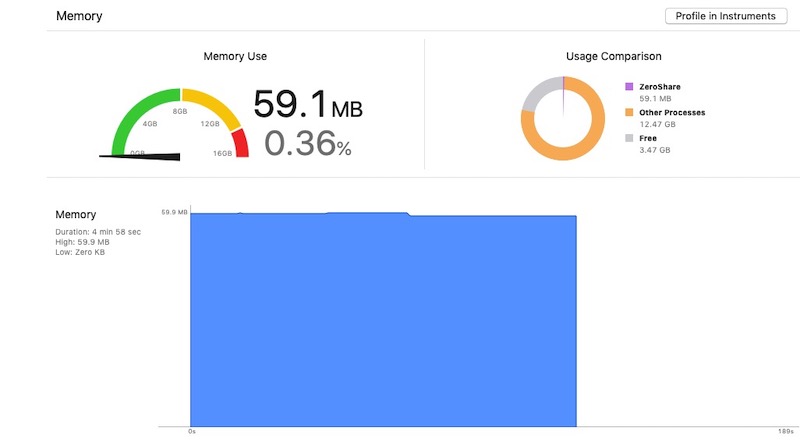 Memory
Profile in Instruments
Memory Use
Usage Comparison
0GB
4GB
8GB
12GB
16GB
59.1 MB
0.36%
ZeroShare
59.1 MB
Other Processes
12.47 GB
Free
3.47 GB
Memory
Duration: 4 min 58 sec
High: 59.9 MB
Low: Zero KB
59.9 MB
0s
189s